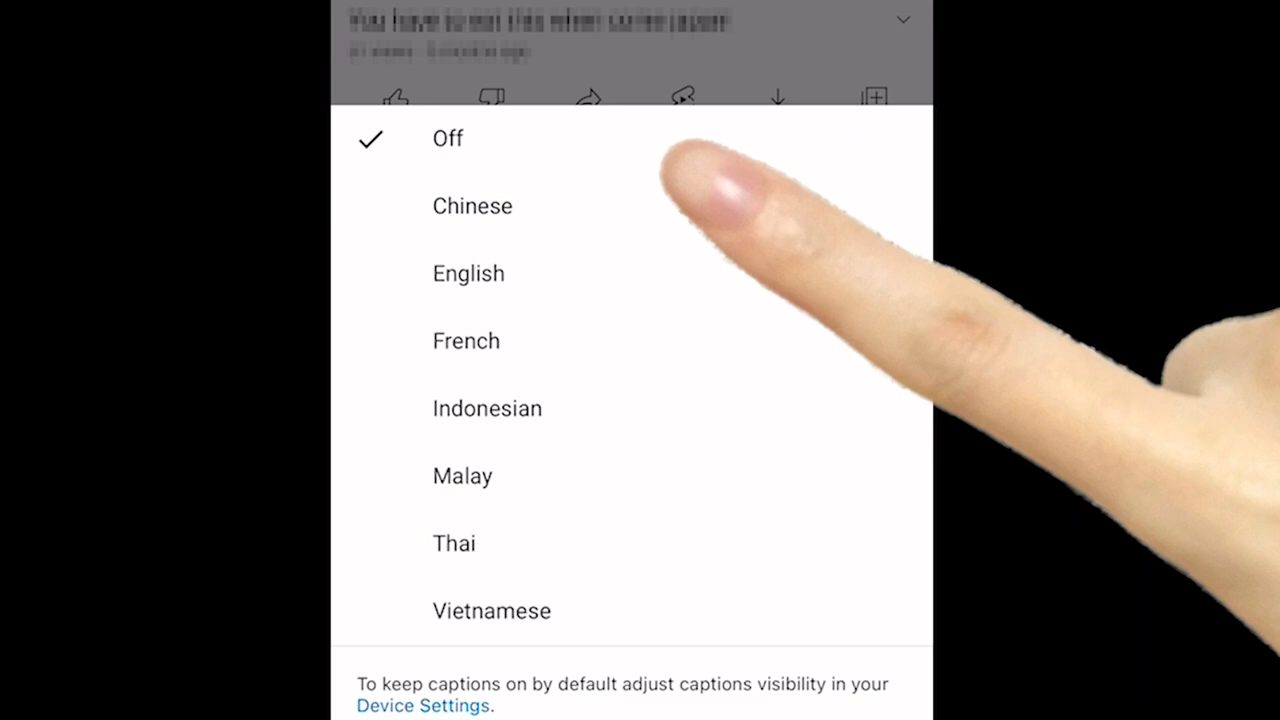 Off
Chinese
English
French
Indonesian
Malay
Thai
Vietnamese
To keep captions on by default adjust captions visibility in your
Device Settings.